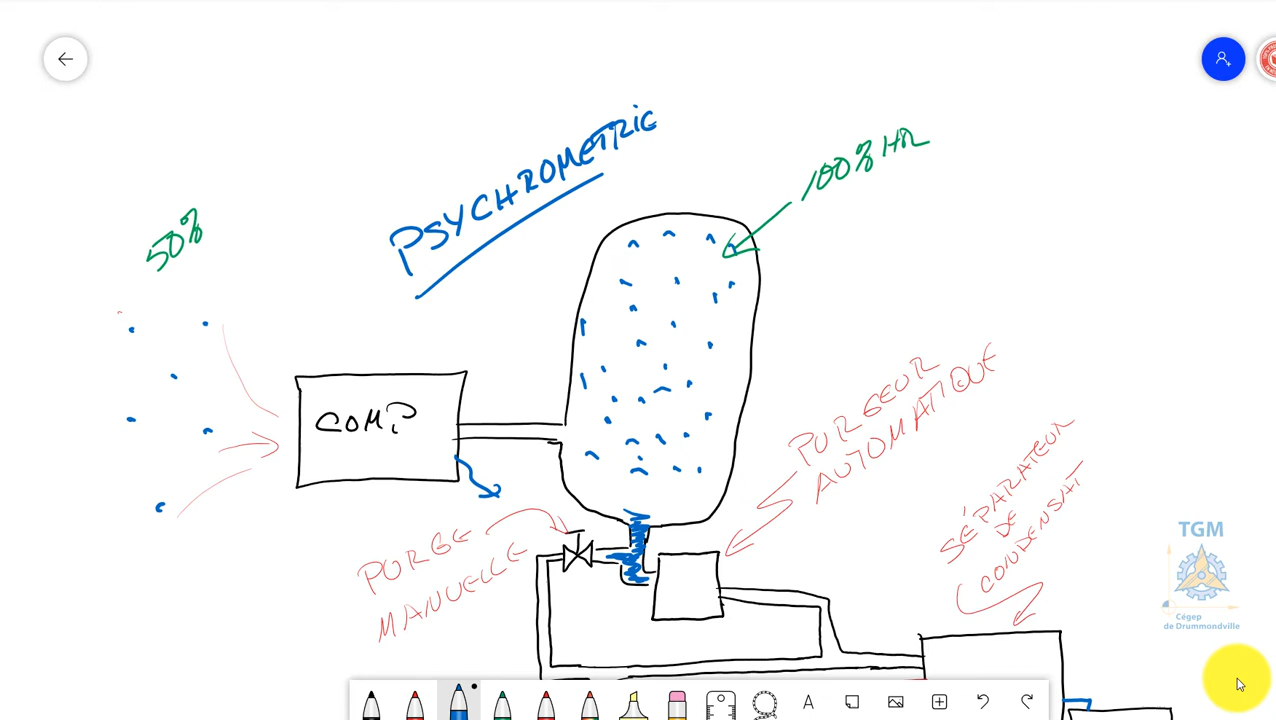 PSYCHROMETRIC
100% HR
50%
COMP
PURGEUR
AUTOMATIQUE
PURGE
MANUELLE
SÉPARATEUR
DE
CONDENSAT
TGM
Cégep
de Drummondville
A